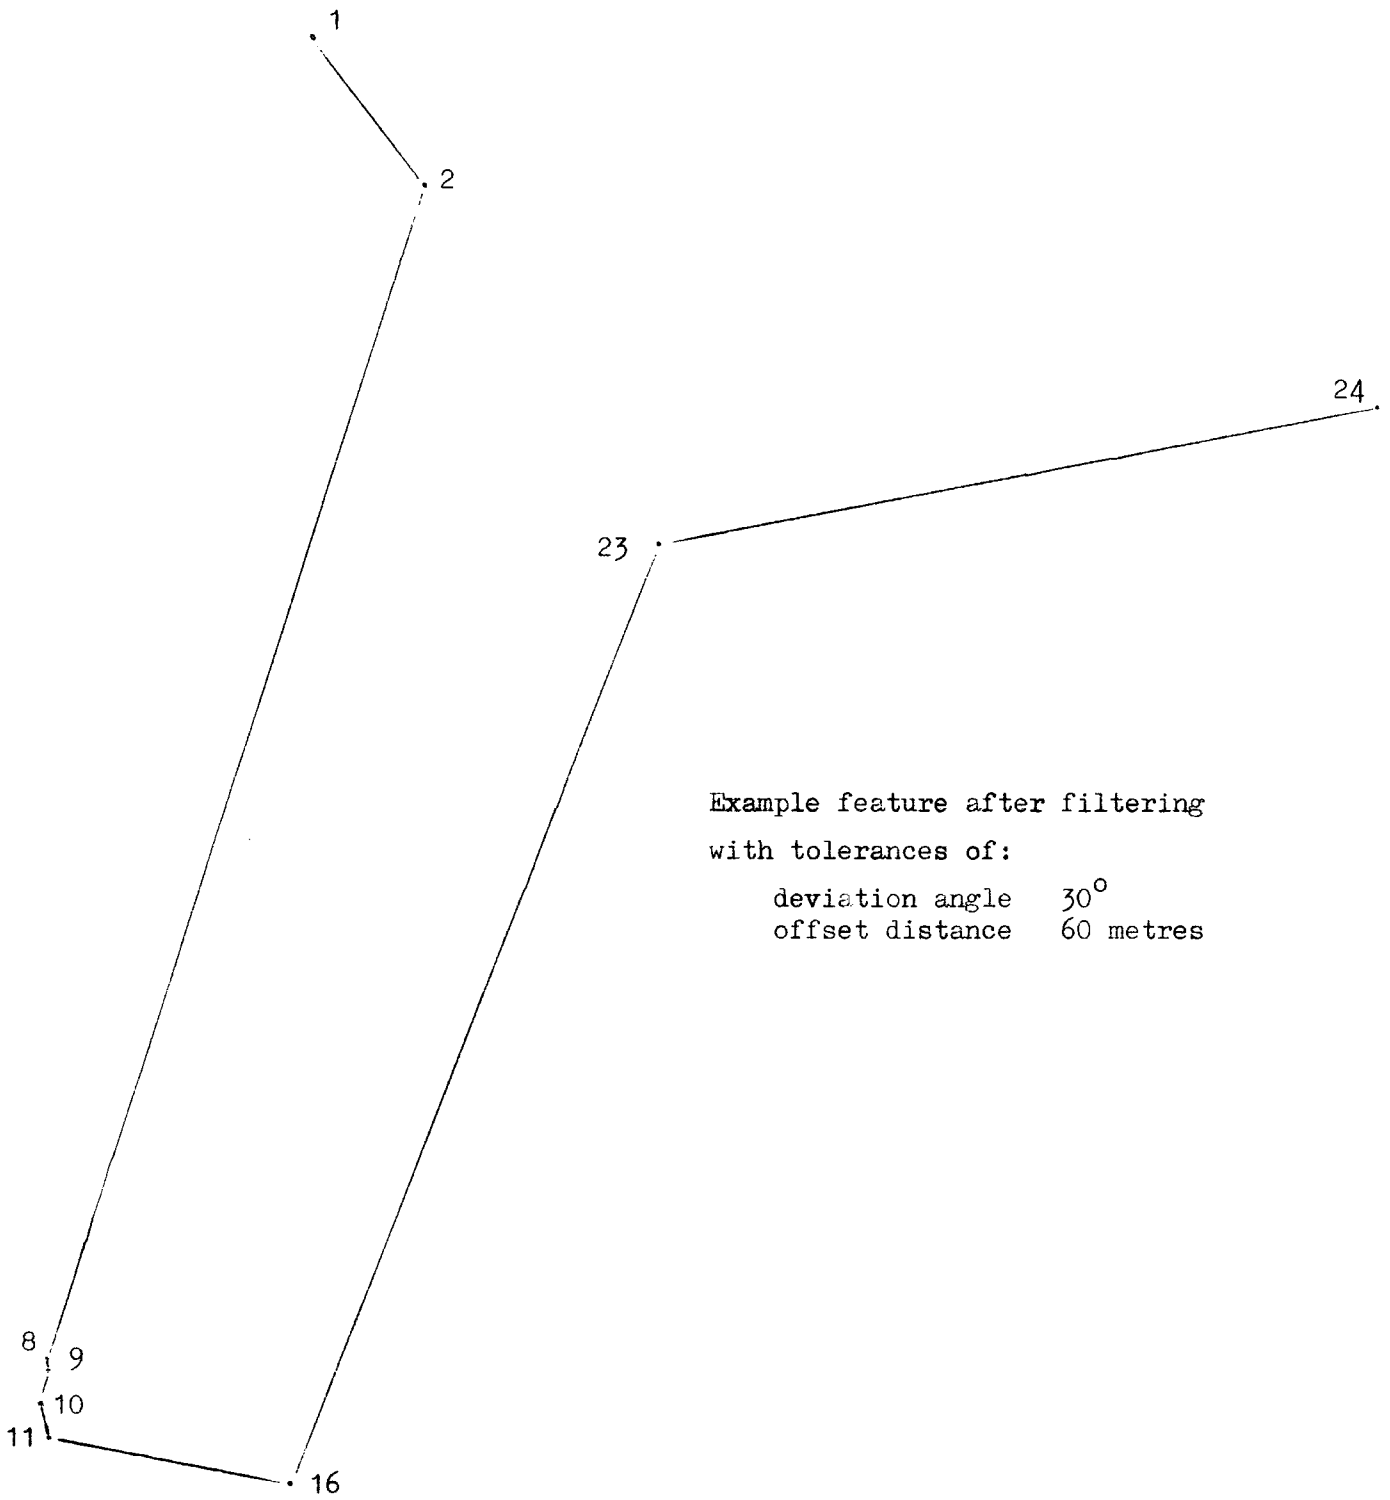 1
2
24
23
Example feature after filtering
with tolerances of:
deviation angle 30°
offset distance 60 metres
8
9
10
11
16